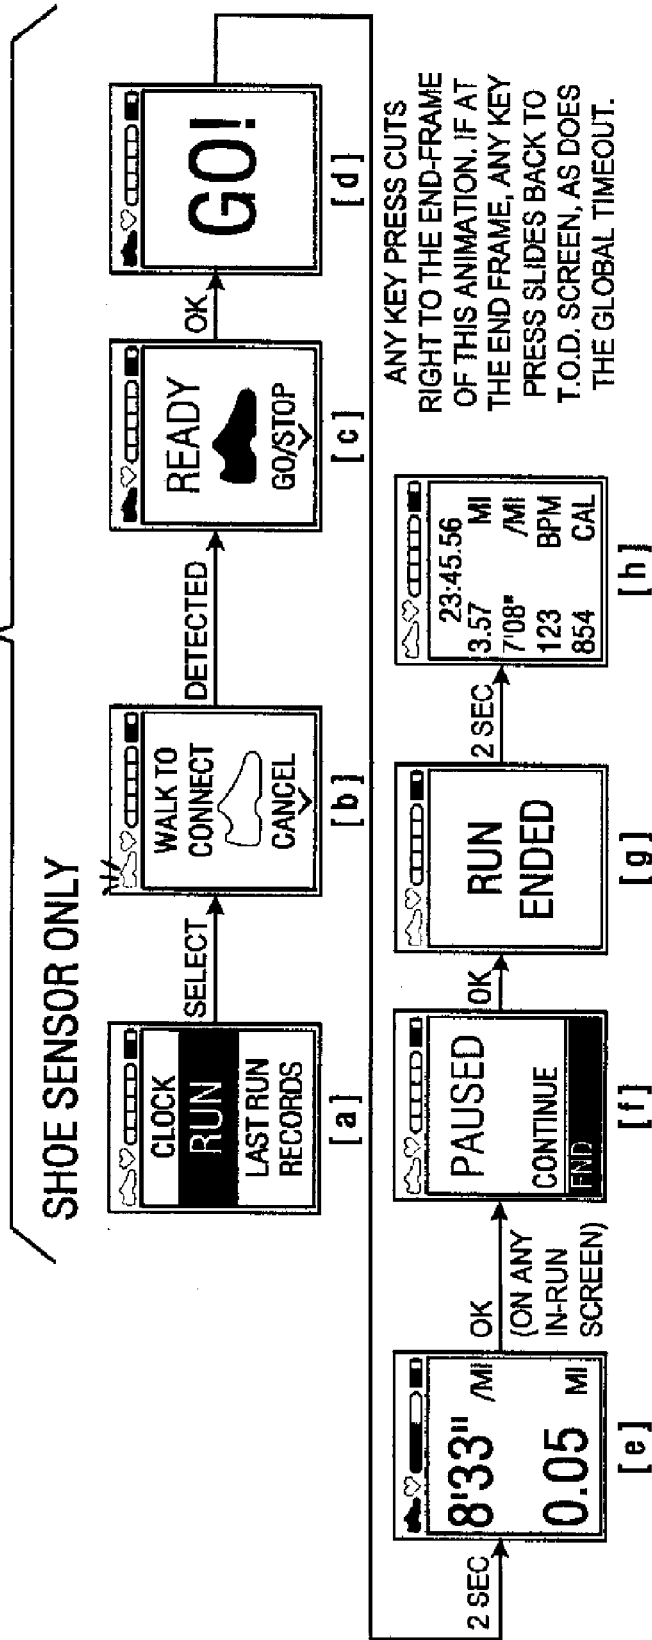 SHOE SENSOR ONLY
CLOCK
RUN
LAST RUN
RECORDS
[a]
SELECT
WALK TO
CONNECT
CANCEL
[b]
DETECTED
READY
GO/STOP
[c]
OK
GO!
[d]
2 SEC
8'33" /MI
0.05 MI
[e]
OK
(ON ANY
IN-RUN
SCREEN)
PAUSED
CONTINUE
END
[f]
OK
RUN
ENDED
[g]
2 SEC
23:45.56
3.57 MI
7'08" /MI
123 BPM
854 CAL
[h]
ANY KEY PRESS CUTS
RIGHT TO THE END-FRAME
OF THIS ANIMATION. IF AT
THE END FRAME, ANY KEY
PRESS SLIDES BACK TO
T.O.D. SCREEN, AS DOES
THE GLOBAL TIMEOUT.